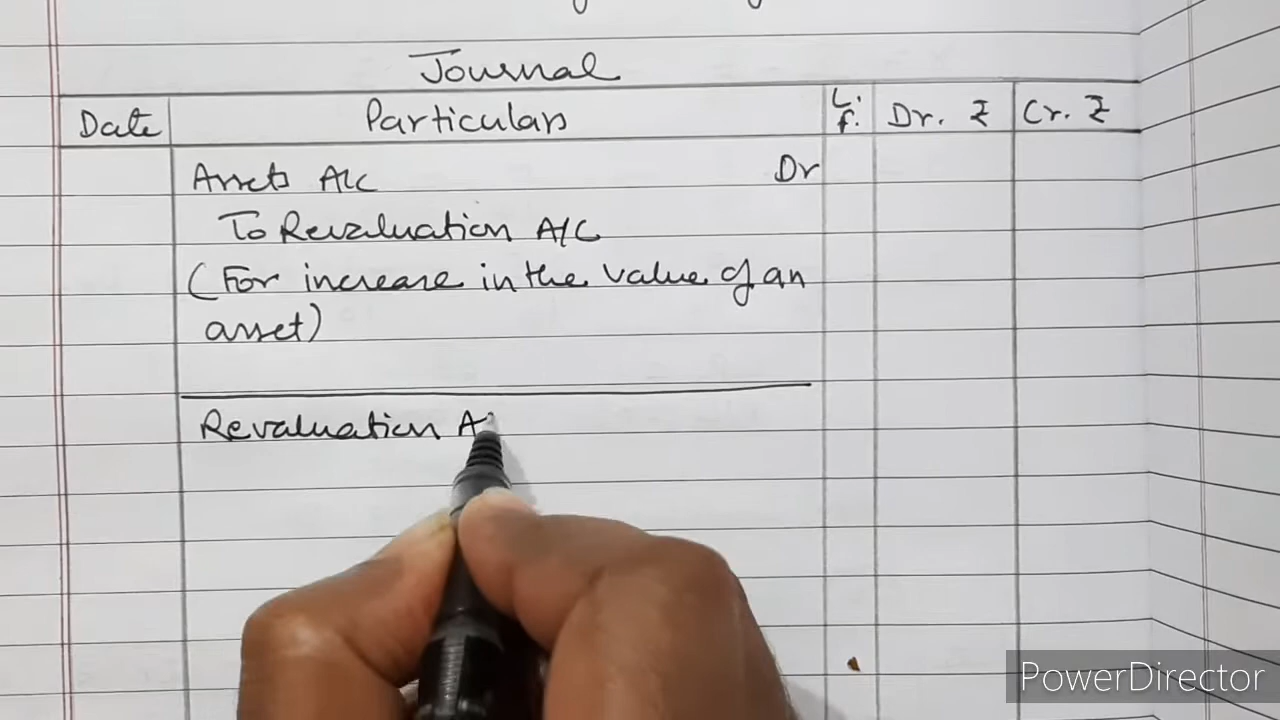 Journal
Date Particulars L.F. Dr. ₹ Cr. ₹
Assets A/C Dr
To Revaluation A/C
(For increase in the value of an
asset)
Revaluation A
PowerDirector